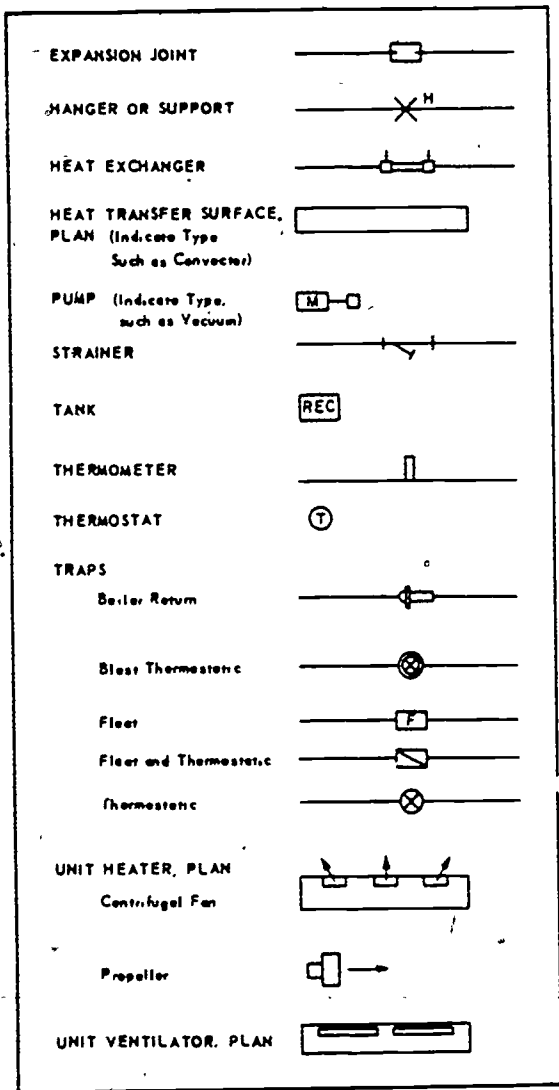 EXPANSION JOINT
HANGER OR SUPPORT
H
HEAT EXCHANGER
HEAT TRANSFER SURFACE,
PLAN (Indicate Type
Such as Convector)
PUMP (Indicate Type,
such as Vacuum)
M
STRAINER
TANK
REC
THERMOMETER
THERMOSTAT
T
TRAPS
Boiler Return
Blast Thermostatic
Float
F
Float and Thermostatic
Thermostatic
UNIT HEATER, PLAN
Centrifugal Fan
Propeller
UNIT VENTILATOR, PLAN